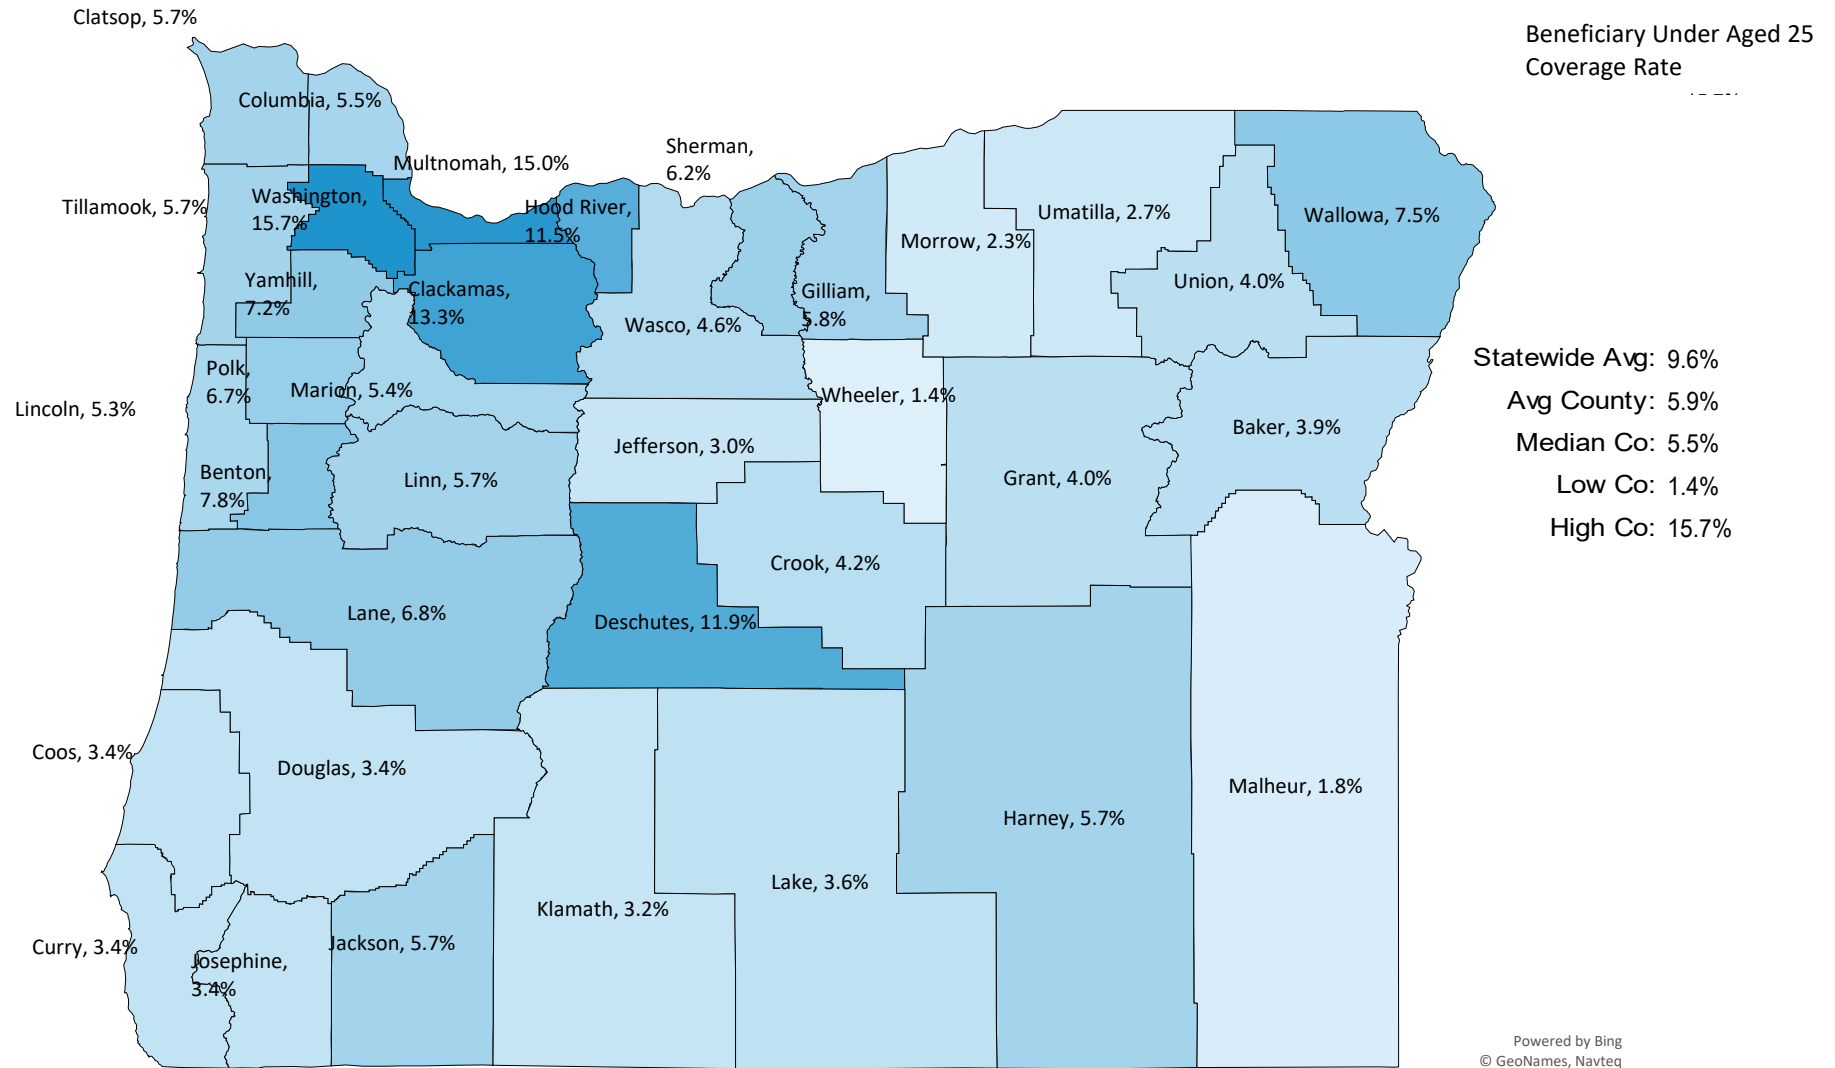 Clatsop, 5.7%
Beneficiary Under Aged 25
Coverage Rate
Columbia, 5.5%
Multnomah, 15.0%
Sherman,
6.2%
Tillamook, 5.7%
Washington,
15.7%
Hood River,
11.5%
Morrow, 2.3%
Umatilla, 2.7%
Wallowa, 7.5%
Yamhill,
7.2%
Clackamas,
13.3%
Wasco, 4.6%
Gilliam,
5.8%
Union, 4.0%
Polk,
6.7%
Marion, 5.4%
Wheeler, 1.4%
Lincoln, 5.3%
Jefferson, 3.0%
Baker, 3.9%
Statewide Avg: 9.6%
Avg County: 5.9%
Median Co: 5.5%
Low Co: 1.4%
High Co: 15.7%
Benton,
7.8%
Linn, 5.7%
Grant, 4.0%
Crook, 4.2%
Lane, 6.8%
Deschutes, 11.9%
Coos, 3.4%
Douglas, 3.4%
Malheur, 1.8%
Harney, 5.7%
Lake, 3.6%
Klamath, 3.2%
Curry, 3.4%
Josephine,
3.4%
Jackson, 5.7%
Powered by Bing
© GeoNames, Navteq